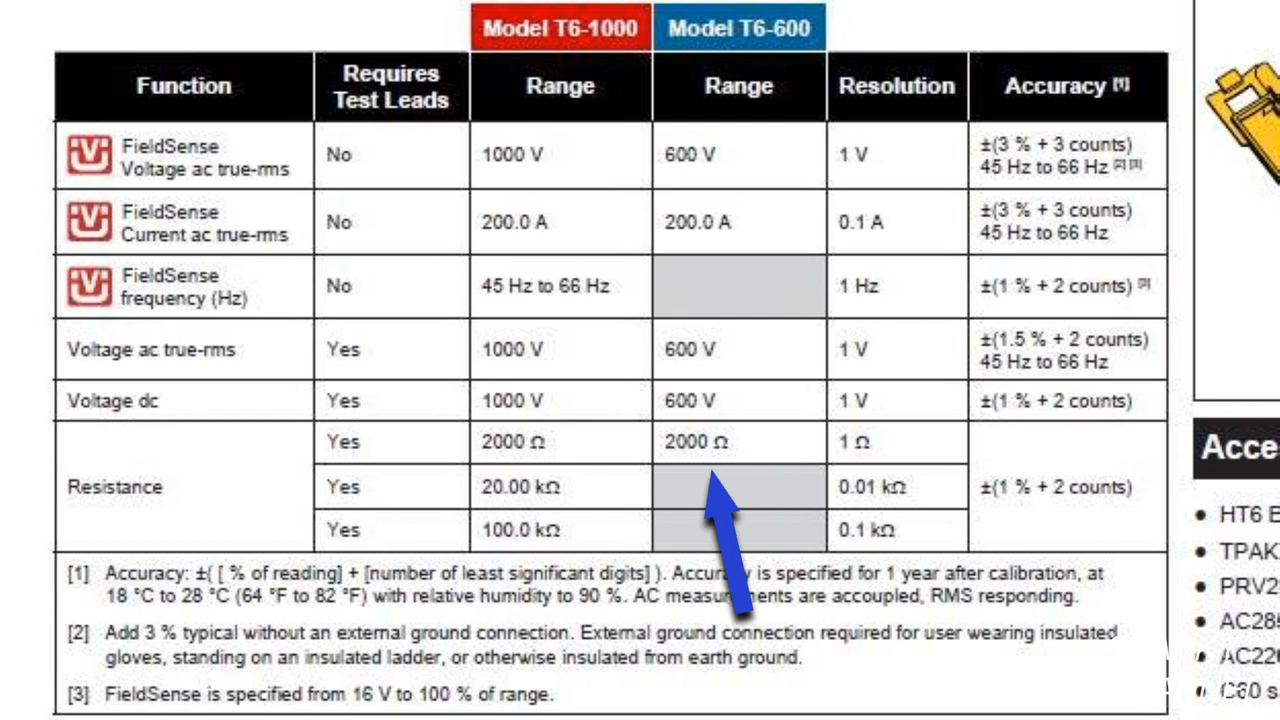 Model T6-1000 Model T6-600
Function Requires Test Leads Range Range Resolution Accuracy [1]
FieldSense
Voltage ac true-rms No 1000 V 600 V 1 V ±(3 % + 3 counts)
45 Hz to 66 Hz [2] [3]
FieldSense
Current ac true-rms No 200.0 A 200.0 A 0.1 A ±(3 % + 3 counts)
45 Hz to 66 Hz
FieldSense
frequency (Hz) No 45 Hz to 66 Hz 1 Hz ±(1 % + 2 counts) [3]
Voltage ac true-rms Yes 1000 V 600 V 1 V ±(1.5 % + 2 counts)
45 Hz to 66 Hz
Voltage dc Yes 1000 V 600 V 1 V ±(1 % + 2 counts)
Yes 2000 Ω 2000 Ω 1 Ω
Resistance Yes 20.00 kΩ 0.01 kΩ ±(1 % + 2 counts)
Yes 100.0 kΩ 0.1 kΩ
[1] Accuracy: ±( [ % of reading] + [number of least significant digits] ). Accuracy is specified for 1 year after calibration, at
18 °C to 28 °C (64 °F to 82 °F) with relative humidity to 90 %. AC measurements are accoupled, RMS responding.
[2] Add 3 % typical without an external ground connection. External ground connection required for user wearing insulated
gloves, standing on an insulated ladder, or otherwise insulated from earth ground.
[3] FieldSense is specified from 16 V to 100 % of range.
Acce
• HT6
• TPAK
• PRV2
• AC28
• AC22
• C60 s